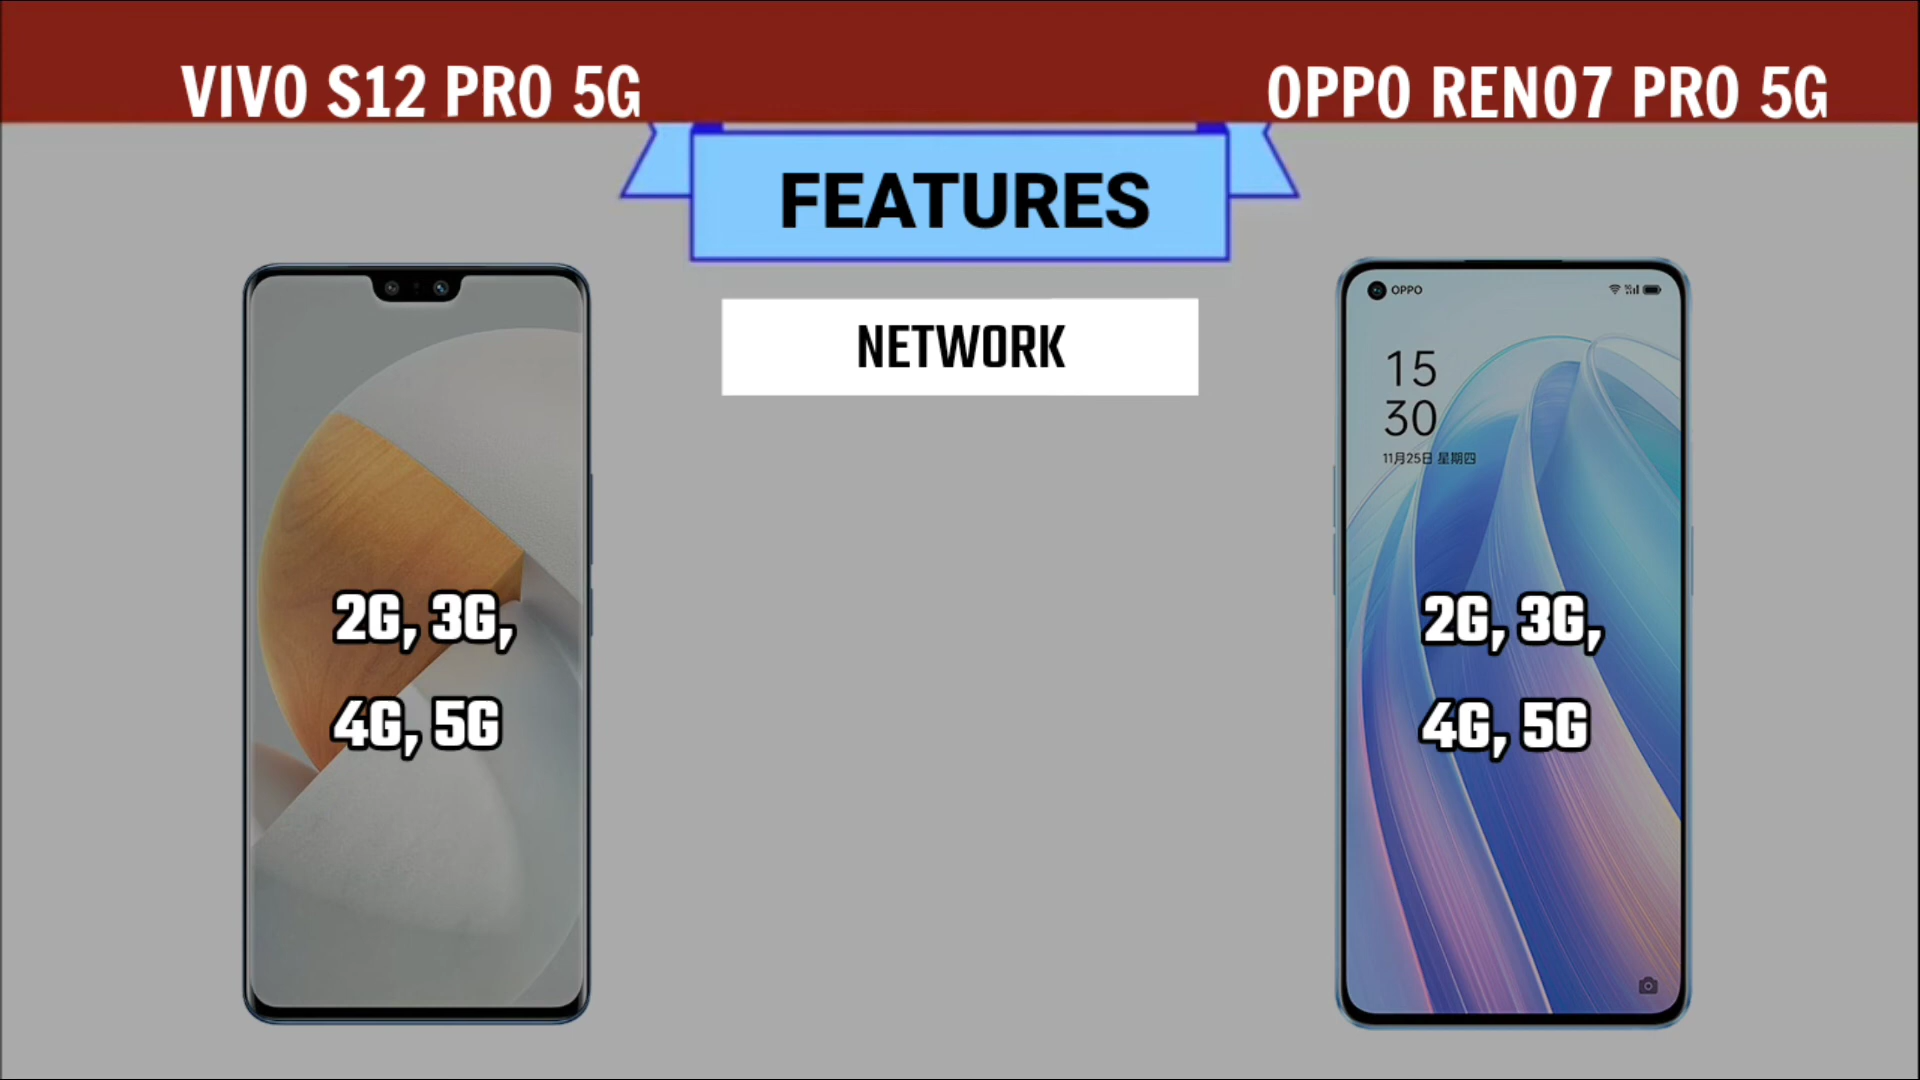 VIVO S12 PRO 5G
OPPO RENO7 PRO 5G
FEATURES
NETWORK
OPPO
5G
15
30
11月25日 星期四
2G, 3G,
4G, 5G
2G, 3G,
4G, 5G